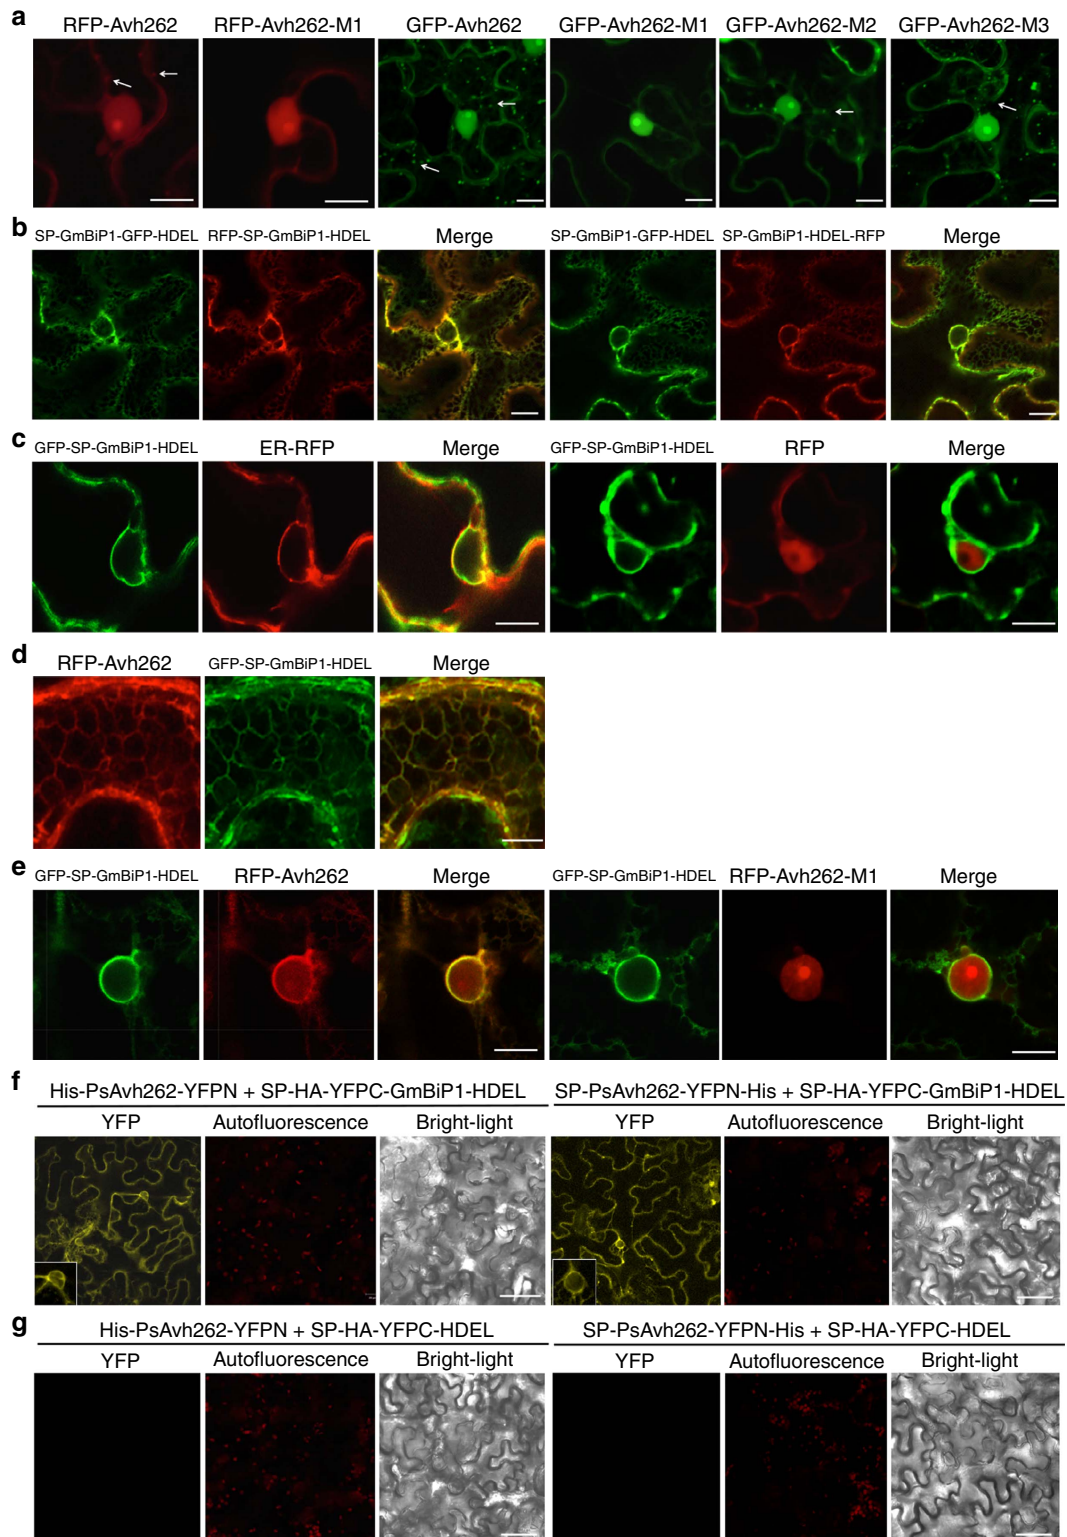 a
RFP-Avh262 RFP-Avh262-M1 GFP-Avh262 GFP-Avh262-M1 GFP-Avh262-M2 GFP-Avh262-M3
b
SP-GmBiP1-GFP-HDEL RFP-SP-GmBiP1-HDEL Merge SP-GmBiP1-GFP-HDEL SP-GmBiP1-HDEL-RFP Merge
c
GFP-SP-GmBiP1-HDEL ER-RFP Merge GFP-SP-GmBiP1-HDEL RFP Merge
d
RFP-Avh262 GFP-SP-GmBiP1-HDEL Merge
e
GFP-SP-GmBiP1-HDEL RFP-Avh262 Merge GFP-SP-GmBiP1-HDEL RFP-Avh262-M1 Merge
f
His-PsAvh262-YFPN + SP-HA-YFPC-GmBiP1-HDEL SP-PsAvh262-YFPN-His + SP-HA-YFPC-GmBiP1-HDEL
YFP Autofluorescence Bright-light YFP Autofluorescence Bright-light
g
His-PsAvh262-YFPN + SP-HA-YFPC-HDEL SP-PsAvh262-YFPN-His + SP-HA-YFPC-HDEL
YFP Autofluorescence Bright-light YFP Autofluorescence Bright-light